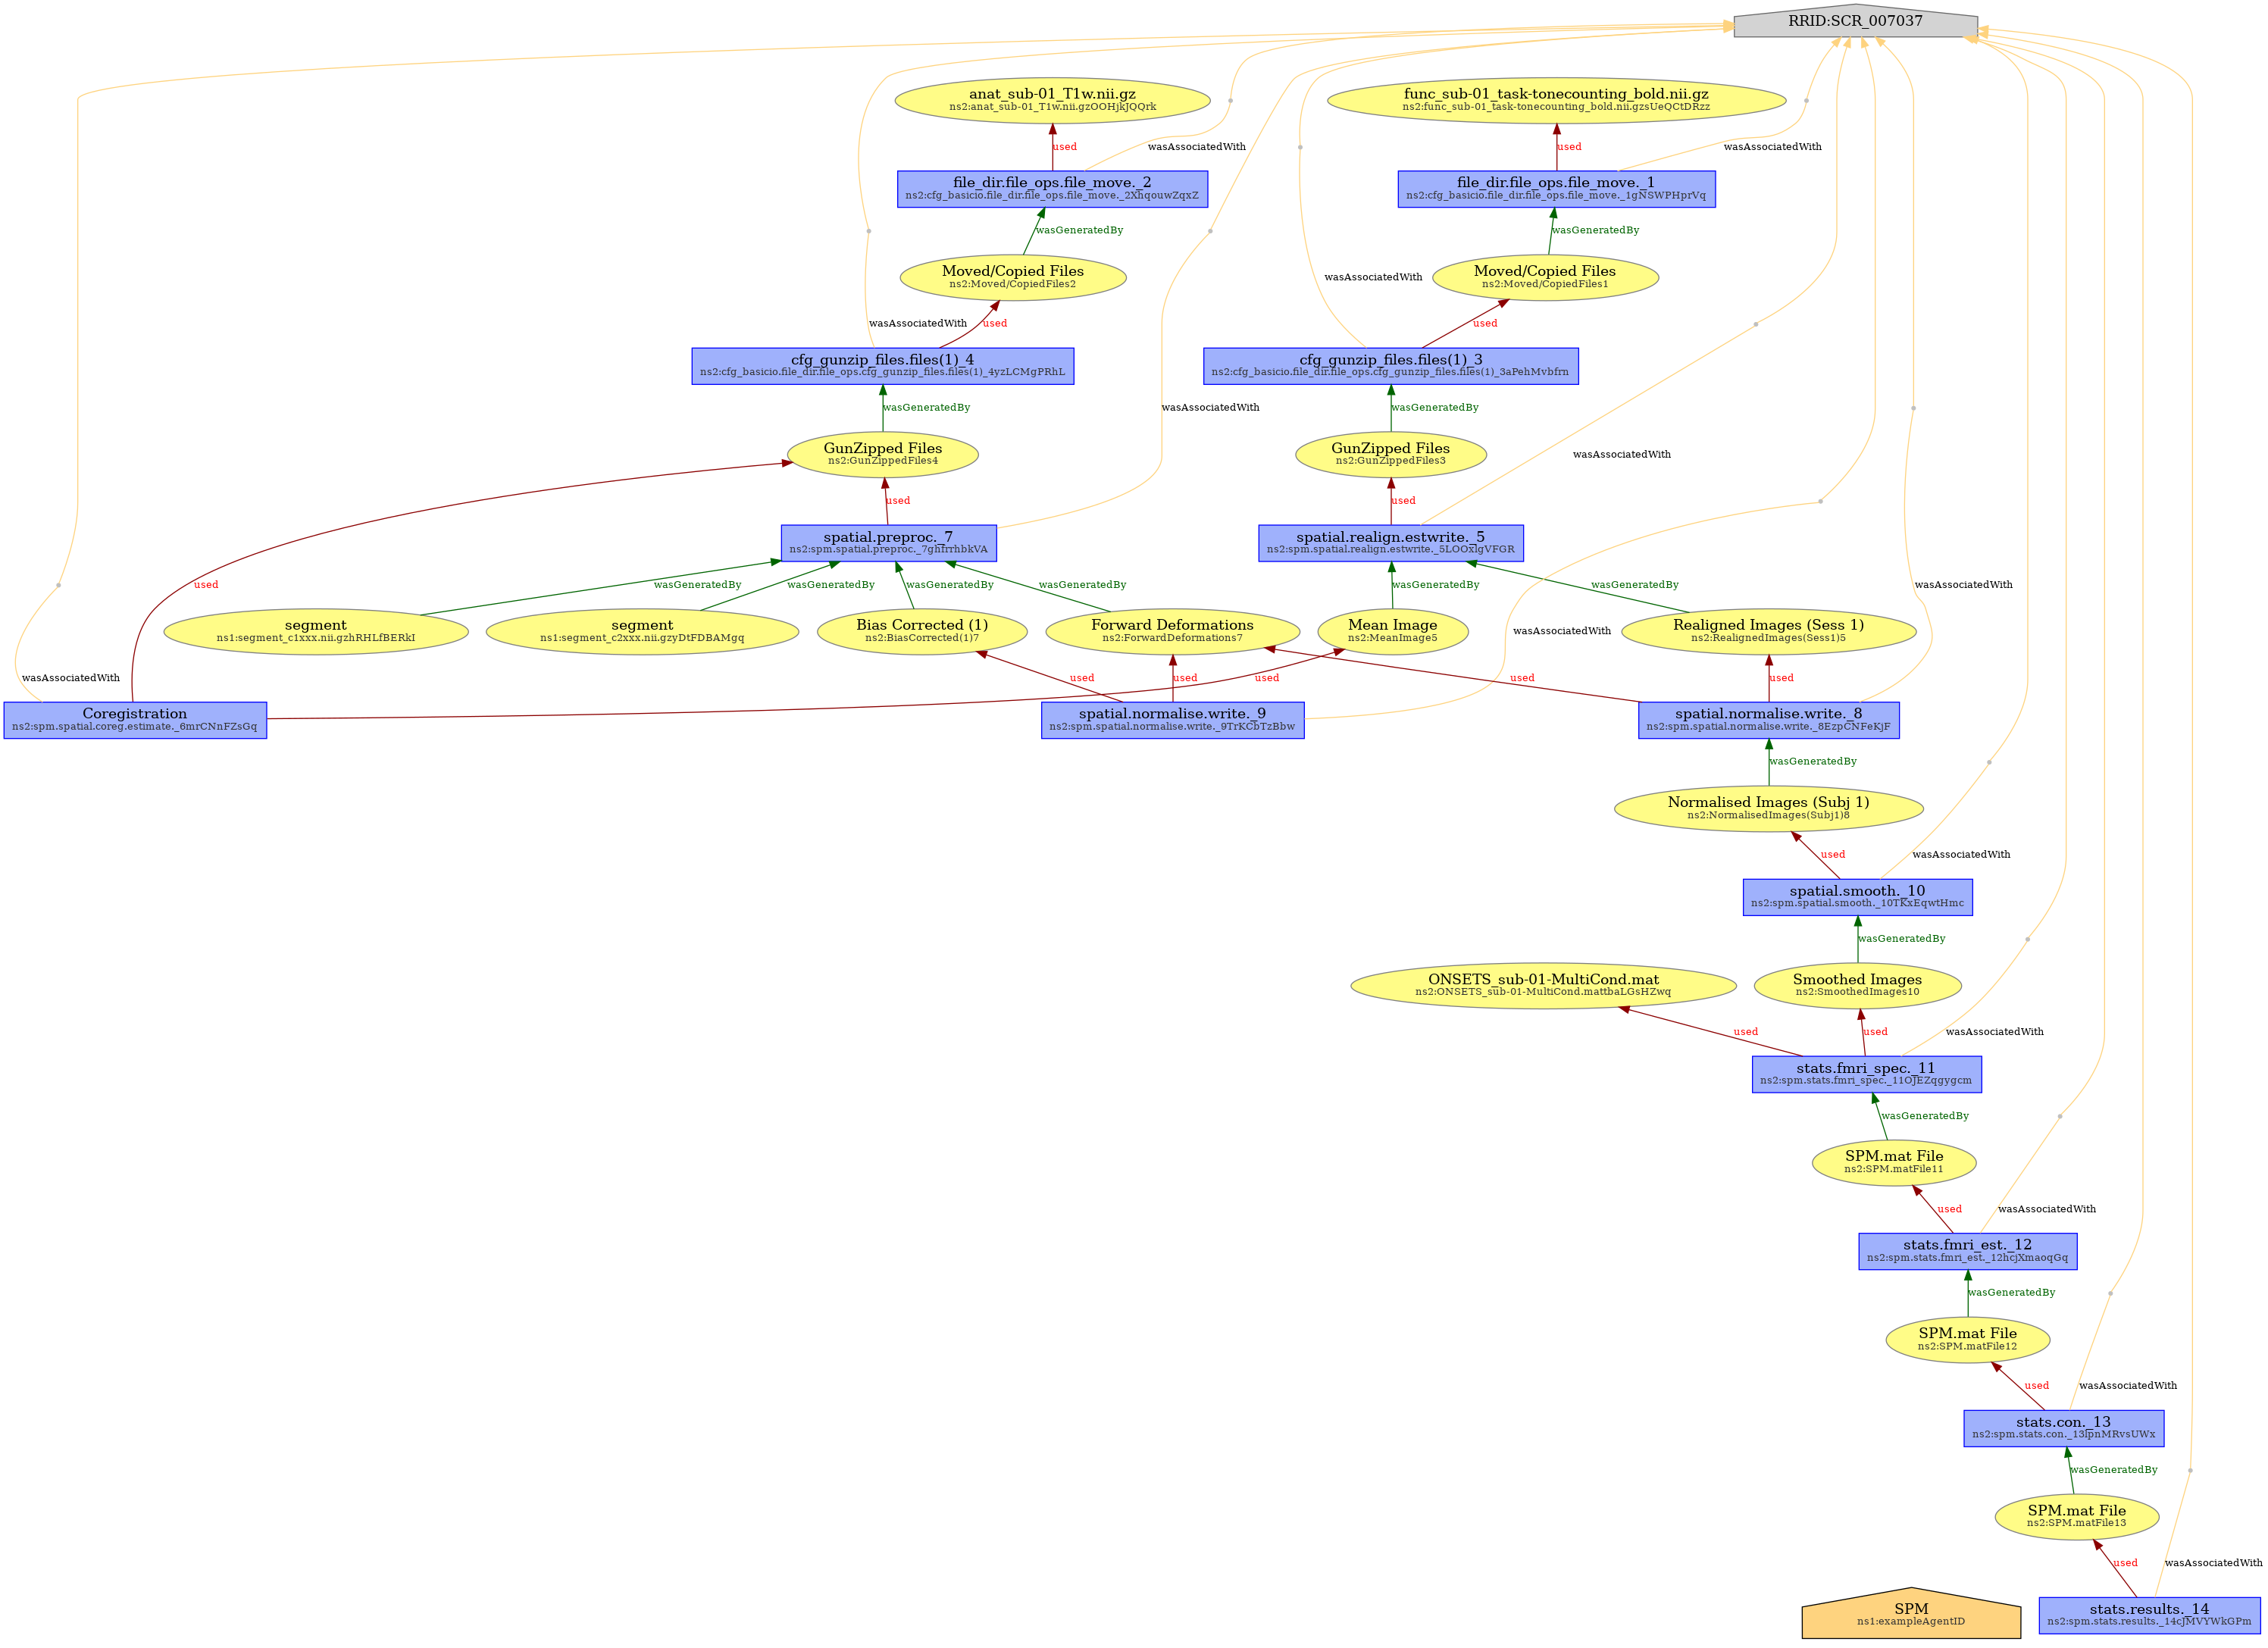 RRID:SCR_007037
anat_sub-01_T1w.nii.gz
ns2:anat_sub-01_T1w.nii.gzOOHjkJQQrk
func_sub-01_task-tonecounting_bold.nii.gz
ns2:func_sub-01_task-tonecounting_bold.nii.gzsUeQCtDRzz
used
wasAssociatedWith
used
wasAssociatedWith
file_dir.file_ops.file_move._2
ns2:cfg_basicio.file_dir.file_ops.file_move._2XhqouwZqxZ
file_dir.file_ops.file_move._1
ns2:cfg_basicio.file_dir.file_ops.file_move._1gNSWPHprVq
wasGeneratedBy
wasGeneratedBy
Moved/Copied Files
ns2:Moved/CopiedFiles2
wasAssociatedWith
Moved/Copied Files
ns2:Moved/CopiedFiles1
wasAssociatedWith
used
used
cfg_gunzip_files.files(1)_4
ns2:cfg_basicio.file_dir.file_ops.cfg_gunzip_files.files(1)_4yzLCMgPRhL
cfg_gunzip_files.files(1)_3
ns2:cfg_basicio.file_dir.file_ops.cfg_gunzip_files.files(1)_3aPehMvbfrn
wasGeneratedBy
wasAssociatedWith
wasGeneratedBy
GunZipped Files
ns2:GunZippedFiles4
GunZipped Files
ns2:GunZippedFiles3
wasAssociatedWith
used
used
spatial.preproc._7
ns2:spm.spatial.preproc._7ghfrrhbkVA
spatial.realign.estwrite._5
ns2:spm.spatial.realign.estwrite._5LOOxlgVFGR
used
wasGeneratedBy
wasGeneratedBy
wasGeneratedBy
wasGeneratedBy
wasGeneratedBy
wasGeneratedBy
wasAssociatedWith
segment
ns1:segment_c1xxx.nii.gzhRHLfBERkI
segment
ns1:segment_c2xxx.nii.gzyDtFDBAMgq
Bias Corrected (1)
ns2:BiasCorrected(1)7
Forward Deformations
ns2:ForwardDeformations7
Mean Image
ns2:MeanImage5
wasAssociatedWith
Realigned Images (Sess 1)
ns2:RealignedImages(Sess1)5
wasAssociatedWith
used
used
used
used
used
Coregistration
ns2:spm.spatial.coreg.estimate._6mrCNnFZsGq
spatial.normalise.write._9
ns2:spm.spatial.normalise.write._9TrKCbTzBbw
spatial.normalise.write._8
ns2:spm.spatial.normalise.write._8EzpCNFeKjF
wasGeneratedBy
Normalised Images (Subj 1)
ns2:NormalisedImages(Subj1)8
used
wasAssociatedWith
spatial.smooth._10
ns2:spm.spatial.smooth._10TKxEqwtHmc
wasGeneratedBy
ONSETS_sub-01-MultiCond.mat
ns2:ONSETS_sub-01-MultiCond.mattbaLGsHZwq
Smoothed Images
ns2:SmoothedImages10
used
used
wasAssociatedWith
stats.fmri_spec._11
ns2:spm.stats.fmri_spec._11OJEZqgygcm
wasGeneratedBy
SPM.mat File
ns2:SPM.matFile11
used
wasAssociatedWith
stats.fmri_est._12
ns2:spm.stats.fmri_est._12hcjXmaoqGq
wasGeneratedBy
SPM.mat File
ns2:SPM.matFile12
used
wasAssociatedWith
stats.con._13
ns2:spm.stats.con._13lpnMRvsUWx
wasGeneratedBy
SPM.mat File
ns2:SPM.matFile13
used
wasAssociatedWith
SPM
ns1:exampleAgentID
stats.results._14
ns2:spm.stats.results._14cJMVYWkGPm